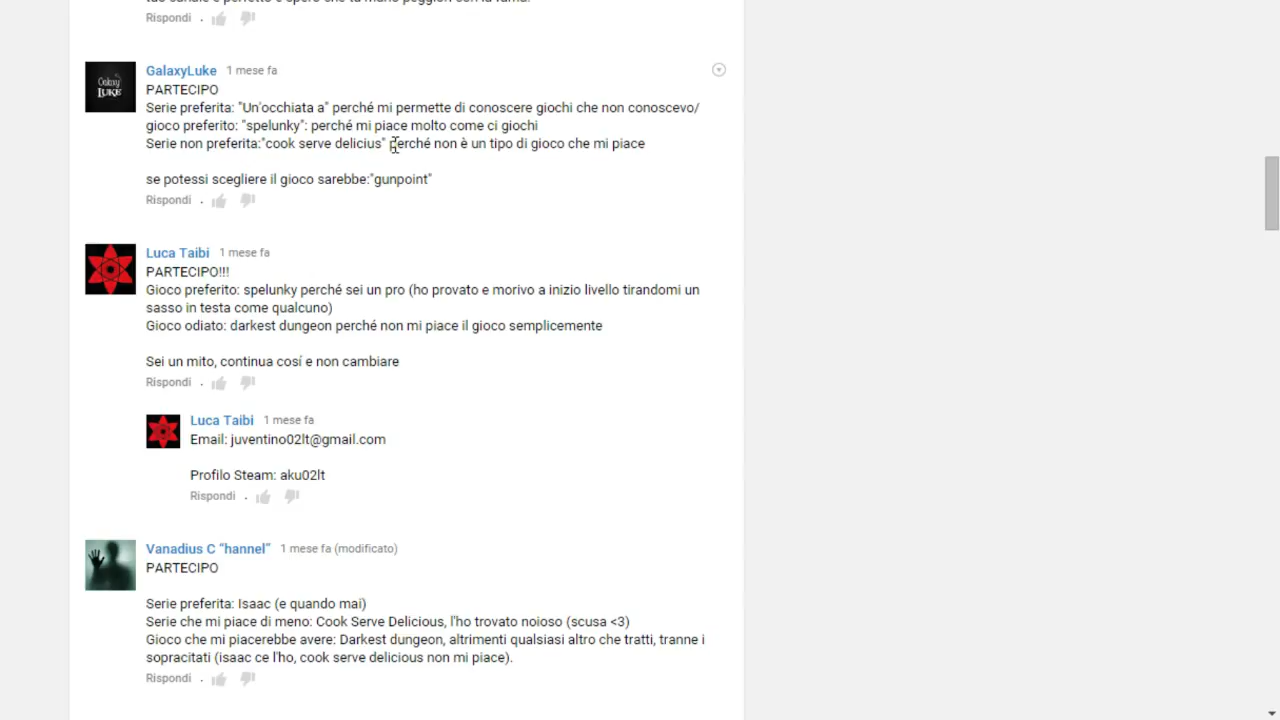 Rispondi .
GalaxyLuke 1 mese fa
Galaxy
LUKE
PARTECIPO
Serie preferita: "Un'occhiata a" perché mi permette di conoscere giochi che non conoscevo/
gioco preferito: "spelunky": perché mi piace molto come ci giochi
Serie non preferita:"cook serve delicius" perché non è un tipo di gioco che mi piace
se potessi scegliere il gioco sarebbe:"gunpoint"
Rispondi .
Luca Taibi 1 mese fa
PARTECIPO!!!
Gioco preferito: spelunky perché sei un pro (ho provato e morivo a inizio livello tirandomi un
sasso in testa come qualcuno)
Gioco odiato: darkest dungeon perché non mi piace il gioco semplicemente
Sei un mito, continua cosí e non cambiare
Rispondi .
Luca Taibi 1 mese fa
Email: juventino02lt@gmail.com
Profilo Steam: aku02lt
Rispondi .
Vanadius C “hannel” 1 mese fa (modificato)
PARTECIPO
Serie preferita: Isaac (e quando mai)
Serie che mi piace di meno: Cook Serve Delicious, l'ho trovato noioso (scusa <3)
Gioco che mi piacerebbe avere: Darkest dungeon, altrimenti qualsiasi altro che tratti, tranne i
sopracitati (isaac ce l'ho, cook serve delicious non mi piace).
Rispondi .